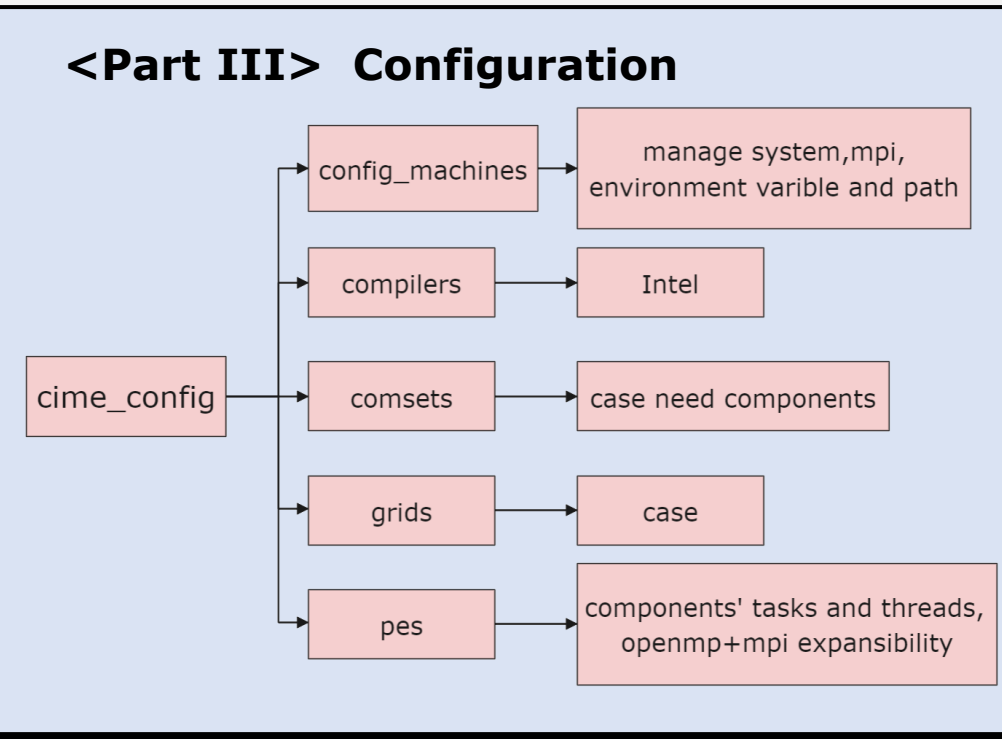 <Part III>  Configuration
cime_config
config_machines
manage system,mpi,
environment varible and path
compilers
Intel
comsets
case need components
grids
case
pes
components' tasks and threads,
openmp+mpi expansibility